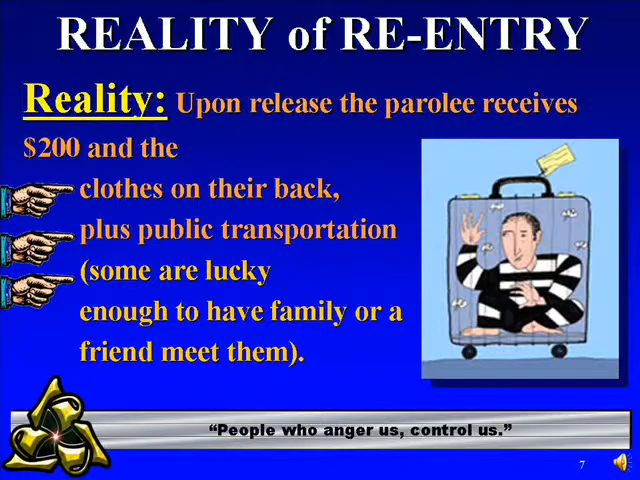 REALITY of RE-ENTRY
Reality: Upon release the parolee receives
$200 and the
clothes on their back,
plus public transportation
(some are lucky
enough to have family or a
friend meet them).
“People who anger us, control us.”
7